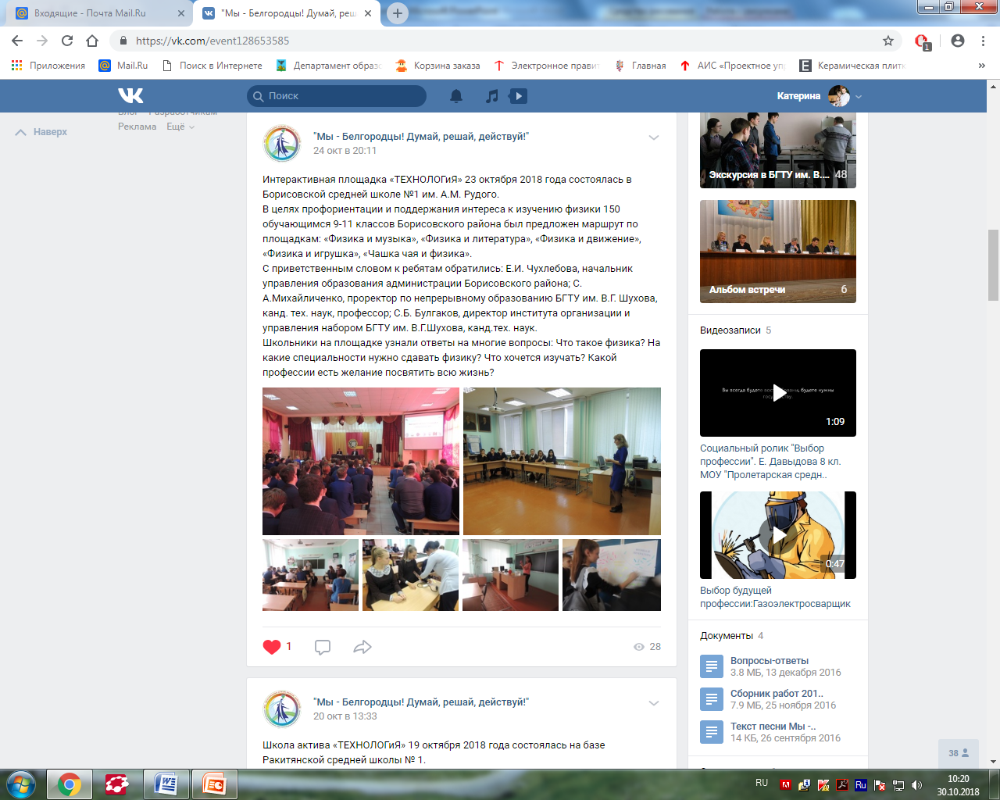 Входящие - Почта Mail.Ru
"Мы - Белгородцы! Думай, реш
https://vk.com/event128653585
1
Приложения
Mail.Ru
Поиск в Интернете
Департамент образо
Корзина заказа
Электронное прави
Главная
АИС «Проектное упр
Керамическая плитк
»
Поиск
Катерина
Наверх
Блог Разработчикам
Реклама Ещё
"Мы - Белгородцы! Думай, решай, действуй!"
24 окт в 20:11
Интерактивная площадка «ТЕХНОЛОГиЯ» 23 октября 2018 года состоялась в
Борисовской средней школе №1 им. А.М. Рудого.
В целях профориентации и поддержания интереса к изучению физики 150
обучающимся 9-11 классов Борисовского района был предложен маршрут по
площадкам: «Физика и музыка», «Физика и литература», «Физика и движение»,
«Физика и игрушка», «Чашка чая и физика».
С приветственным словом к ребятам обратились: Е.И. Чухлебова, начальник
управления образования администрации Борисовского района; С.
А.Михайличенко, проректор по непрерывному образованию БГТУ им. В.Г. Шухова,
канд. тех. наук, профессор; С.Б. Булгаков, директор института организации и
управления набором БГТУ им. В.Г.Шухова, канд.тех. наук.
Школьники на площадке узнали ответы на многие вопросы: Что такое физика? На
какие специальности нужно сдавать физику? Что хочется изучать? Какой
профессии есть желание посвятить всю жизнь?
1
28
"Мы - Белгородцы! Думай, решай, действуй!"
20 окт в 13:33
Школа актива «ТЕХНОЛОГиЯ» 19 октября 2018 года состоялась на базе
Ракитянской средней школы № 1.
Экскурсия в БГТУ им. В.... 48
Альбом встречи 6
Видеозаписи 5
1:09
Социальный ролик "Выбор
профессии". Е. Давыдова 8 кл.
МОУ "Пролетарская средн..
0:47
Выбор будущей
профессии:Газоэлектросварщик
Документы 4
Вопросы-ответы
3.8 МБ, 13 декабря 2016
Сборник работ 201..
7.9 МБ, 25 ноября 2016
Текст песни Мы -..
14 КБ, 26 сентября 2016
38
RU
Ru
10:20
30.10.2018